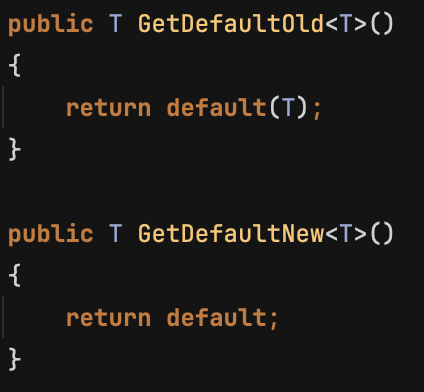 public T GetDefaultOld<T>()
{
    return default(T);
}
public T GetDefaultNew<T>()
{
    return default;
}